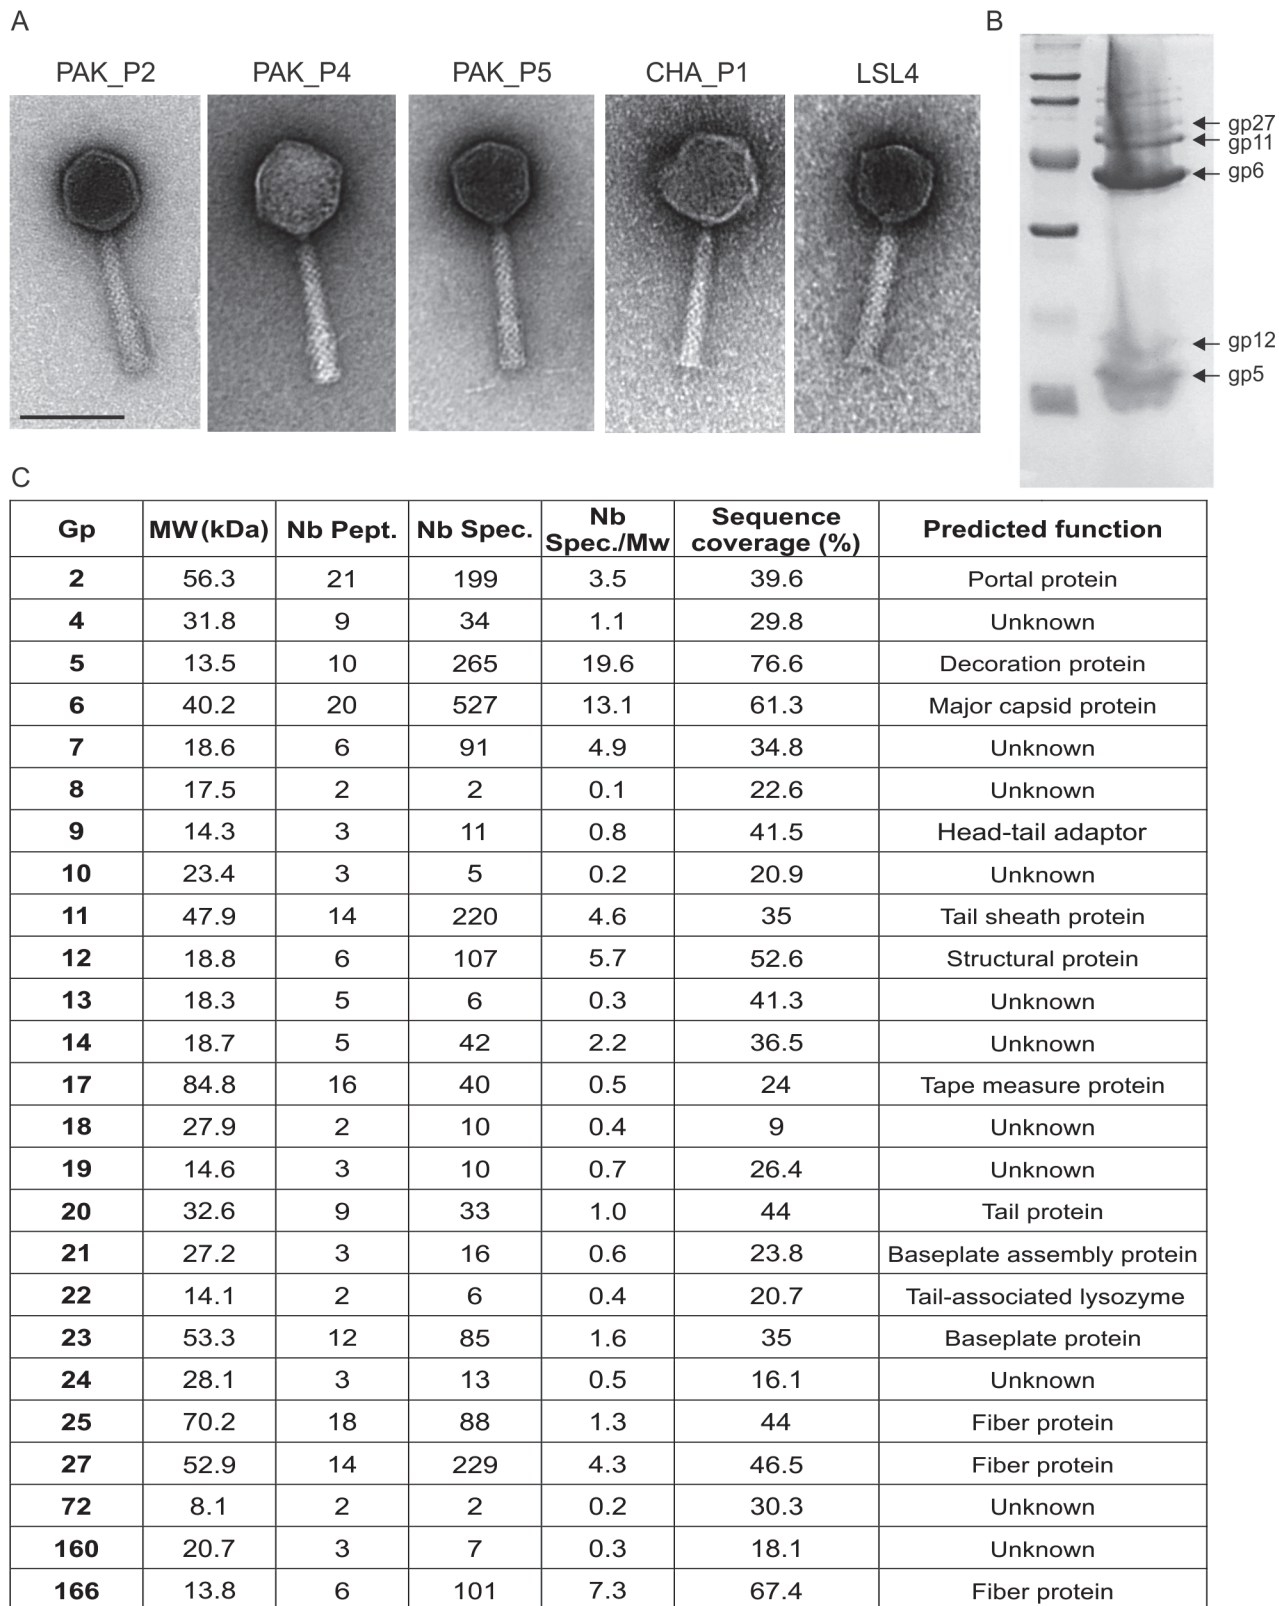 A
B
PAK_P2 PAK_P4 PAK_P5 CHA_P1 LSL4
gp27
gp11
gp6
gp12
gp5
C
Gp MW (kDa) Nb Pept. Nb Spec. Nb Spec./Mw Sequence coverage (%) Predicted function
2 56.3 21 199 3.5 39.6 Portal protein
4 31.8 9 34 1.1 29.8 Unknown
5 13.5 10 265 19.6 76.6 Decoration protein
6 40.2 20 527 13.1 61.3 Major capsid protein
7 18.6 6 91 4.9 34.8 Unknown
8 17.5 2 2 0.1 22.6 Unknown
9 14.3 3 11 0.8 41.5 Head-tail adaptor
10 23.4 3 5 0.2 20.9 Unknown
11 47.9 14 220 4.6 35 Tail sheath protein
12 18.8 6 107 5.7 52.6 Structural protein
13 18.3 5 6 0.3 41.3 Unknown
14 18.7 5 42 2.2 36.5 Unknown
17 84.8 16 40 0.5 24 Tape measure protein
18 27.9 2 10 0.4 9 Unknown
19 14.6 3 10 0.7 26.4 Unknown
20 32.6 9 33 1.0 44 Tail protein
21 27.2 3 16 0.6 23.8 Baseplate assembly protein
22 14.1 2 6 0.4 20.7 Tail-associated lysozyme
23 53.3 12 85 1.6 35 Baseplate protein
24 28.1 3 13 0.5 16.1 Unknown
25 70.2 18 88 1.3 44 Fiber protein
27 52.9 14 229 4.3 46.5 Fiber protein
72 8.1 2 2 0.2 30.3 Unknown
160 20.7 3 7 0.3 18.1 Unknown
166 13.8 6 101 7.3 67.4 Fiber protein